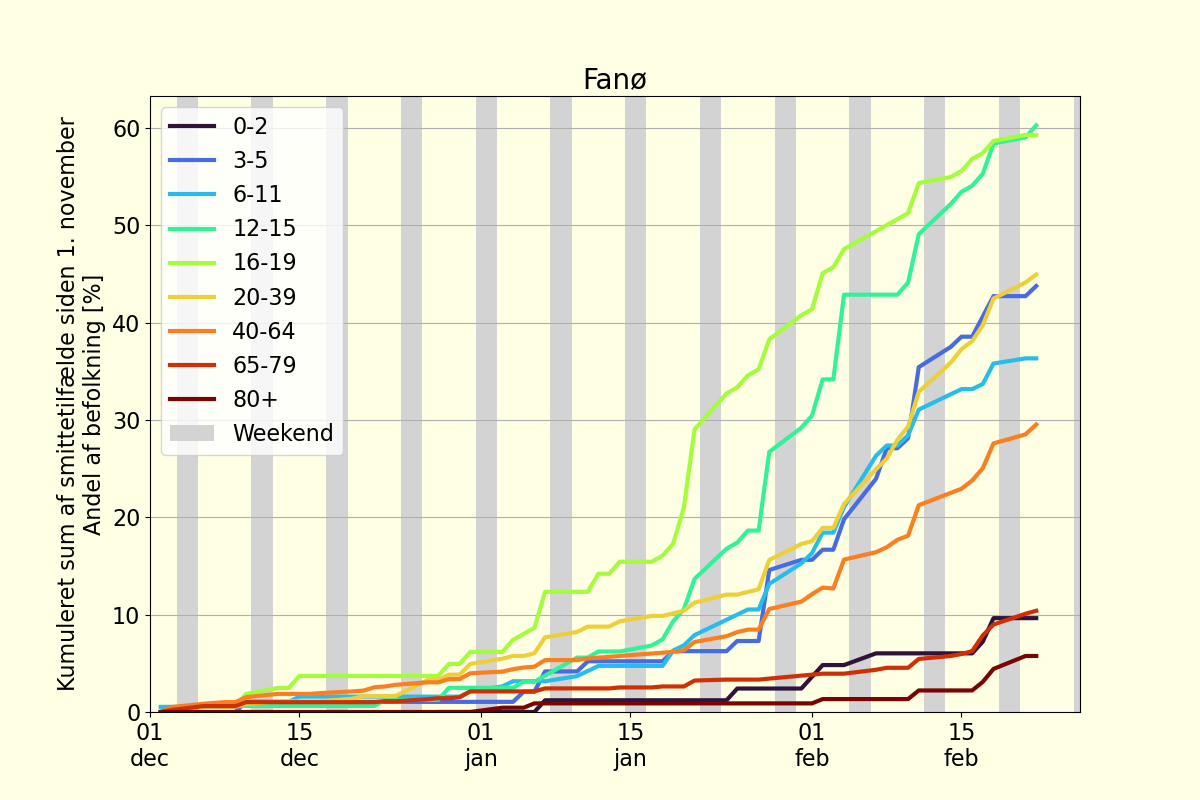 Fanø
Kumuleret sum af smittetilfælde siden 1. november
Andel af befolkning [%]
60
50
40
30
20
10
0
0-2
3-5
6-11
12-15
16-19
20-39
40-64
65-79
80+
Weekend
01 15 01 15 01 15
dec dec jan jan feb feb